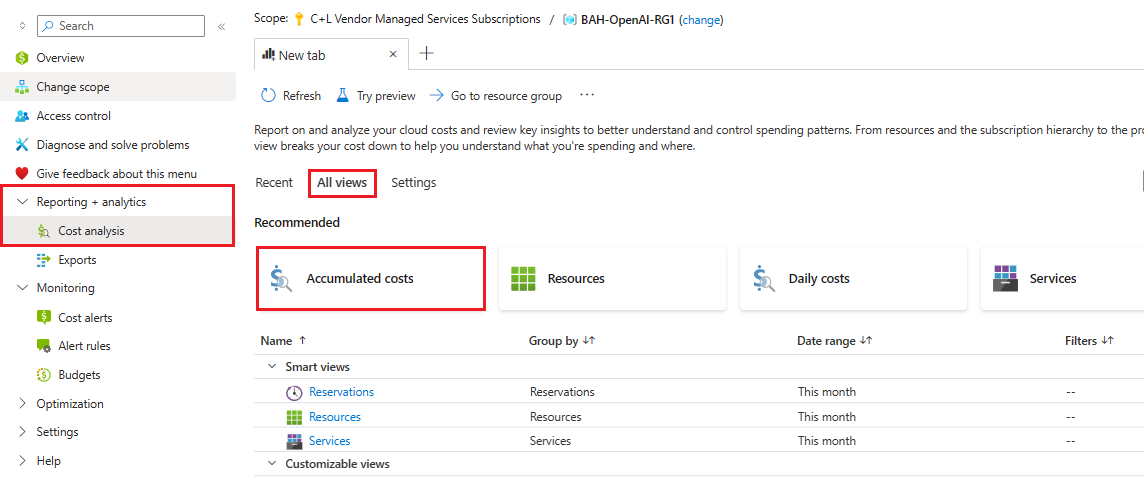 Search
«
Overview
Change scope
Access control
Diagnose and solve problems
Give feedback about this menu
Reporting + analytics
Cost analysis
Exports
Monitoring
Cost alerts
Alert rules
Budgets
Optimization
Settings
Help
Scope: C+L Vendor Managed Services Subscriptions / BAH-OpenAI-RG1 (change)
New tab
Refresh Try preview Go to resource group ...
Report on and analyze your cloud costs and review key insights to better understand and control spending patterns. From resources and the subscription hierarchy to the pr
view breaks your cost down to help you understand what you're spending and where.
Recent All views Settings
Recommended
Accumulated costs Resources Daily costs Services
Name Group by Date range Filters
Smart views
Reservations Reservations This month --
Resources Resources This month --
Services Services This month --
Customizable views